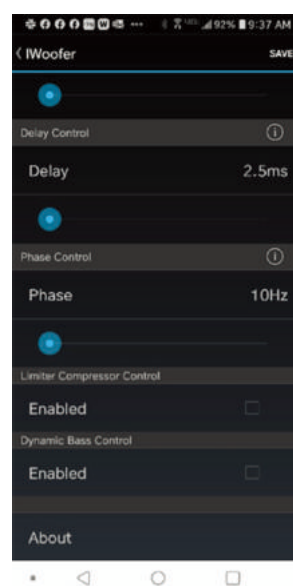 92% 9:37 AM
IWoofer SAVE
Delay Control
Delay 2.5ms
Phase Control
Phase 10Hz
Limiter Compressor Control
Enabled
Dynamic Bass Control
Enabled
About